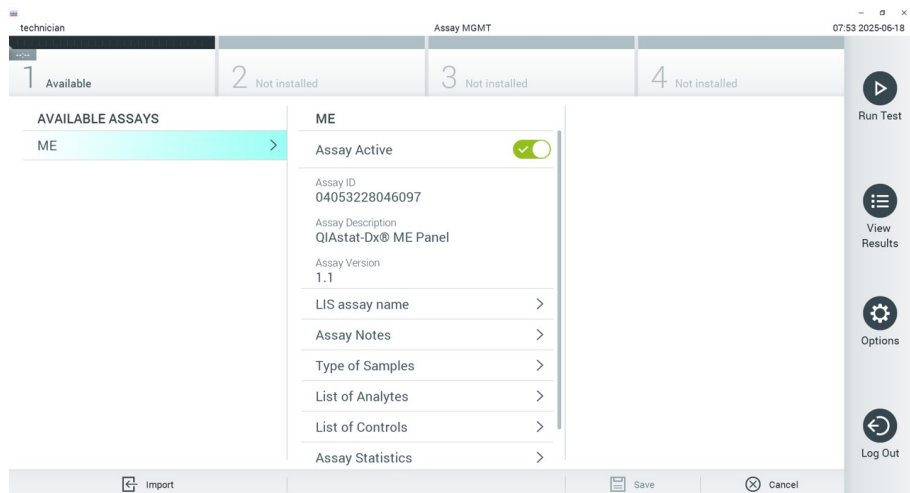 technician
Assay MGMT
07:53 2025-06-18
--:--
1 Available
2 Not installed
3 Not installed
4 Not installed
Run Test
View
Results
Options
Log Out
AVAILABLE ASSAYS
ME
ME
Assay Active
Assay ID
04053228046097
Assay Description
QIAstat-Dx® ME Panel
Assay Version
1.1
LIS assay name
Assay Notes
Type of Samples
List of Analytes
List of Controls
Assay Statistics
Import
Save
Cancel